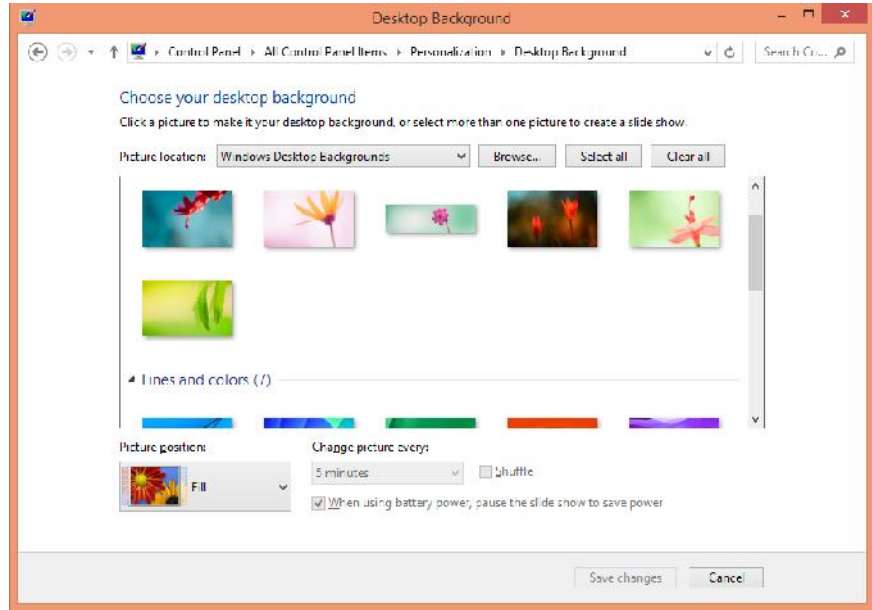 Desktop Background
Control Panel ▸ All Control Panel Items ▸ Personalization ▸ Desktop Background
Search Co...
Choose your desktop background
Click a picture to make it your desktop background, or select more than one picture to create a slide show.
Picture location: Windows Desktop Backgrounds Browse... Select all Clear all
Lines and colors (7)
Picture position: Change picture every:
Fill 5 minutes Shuffle
When using battery power, pause the slide show to save power
Save changes Cancel